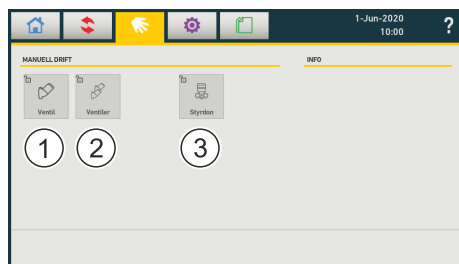 1-Jun-2020
10:00
?
MANUELL DRIFT
INFO
Ventil
Ventiler
Styrdon
1
2
3